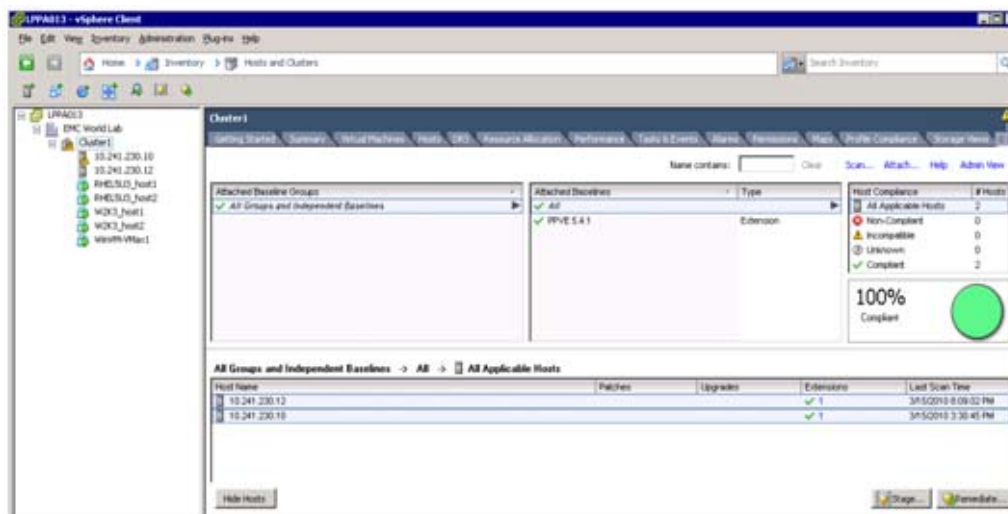 LPPA013 - vSphere Client
File Edit View Inventory Administration Plug-ins Help
Home Inventory Hosts and Clusters Search Inventory
LPPA013
EMC World Lab
Cluster1
10.241.230.10
10.241.230.12
RHEL5U3_host1
RHEL5U3_host2
W2K3_host1
W2K3_host2
Cluster1
Getting Started Summary Virtual Machines Hosts DRS Resource Allocation Performance Tasks & Events Alarms Permissions Maps Profile Compliance Storage Views
Name contains: Clear Scan... Attach... Help Admin View
Attached Baseline Groups
All Groups and Independent Baselines
Attached Baselines Type
All
PPVE 5.4.1 Extension
Host Compliance # Hosts
All Applicable Hosts 2
Non-Compliant 0
Incompatible 0
Unknown 0
Compliant 2
100%
Compliant
All Groups and Independent Baselines -> All -> All Applicable Hosts
Host Name Patches Upgrades Extensions Last Scan Time
10.241.230.12 1 3/15/2010 8:09:02 PM
10.241.230.10 1 3/15/2010 3:30:45 PM
Hide Hosts Stage... Remediate...